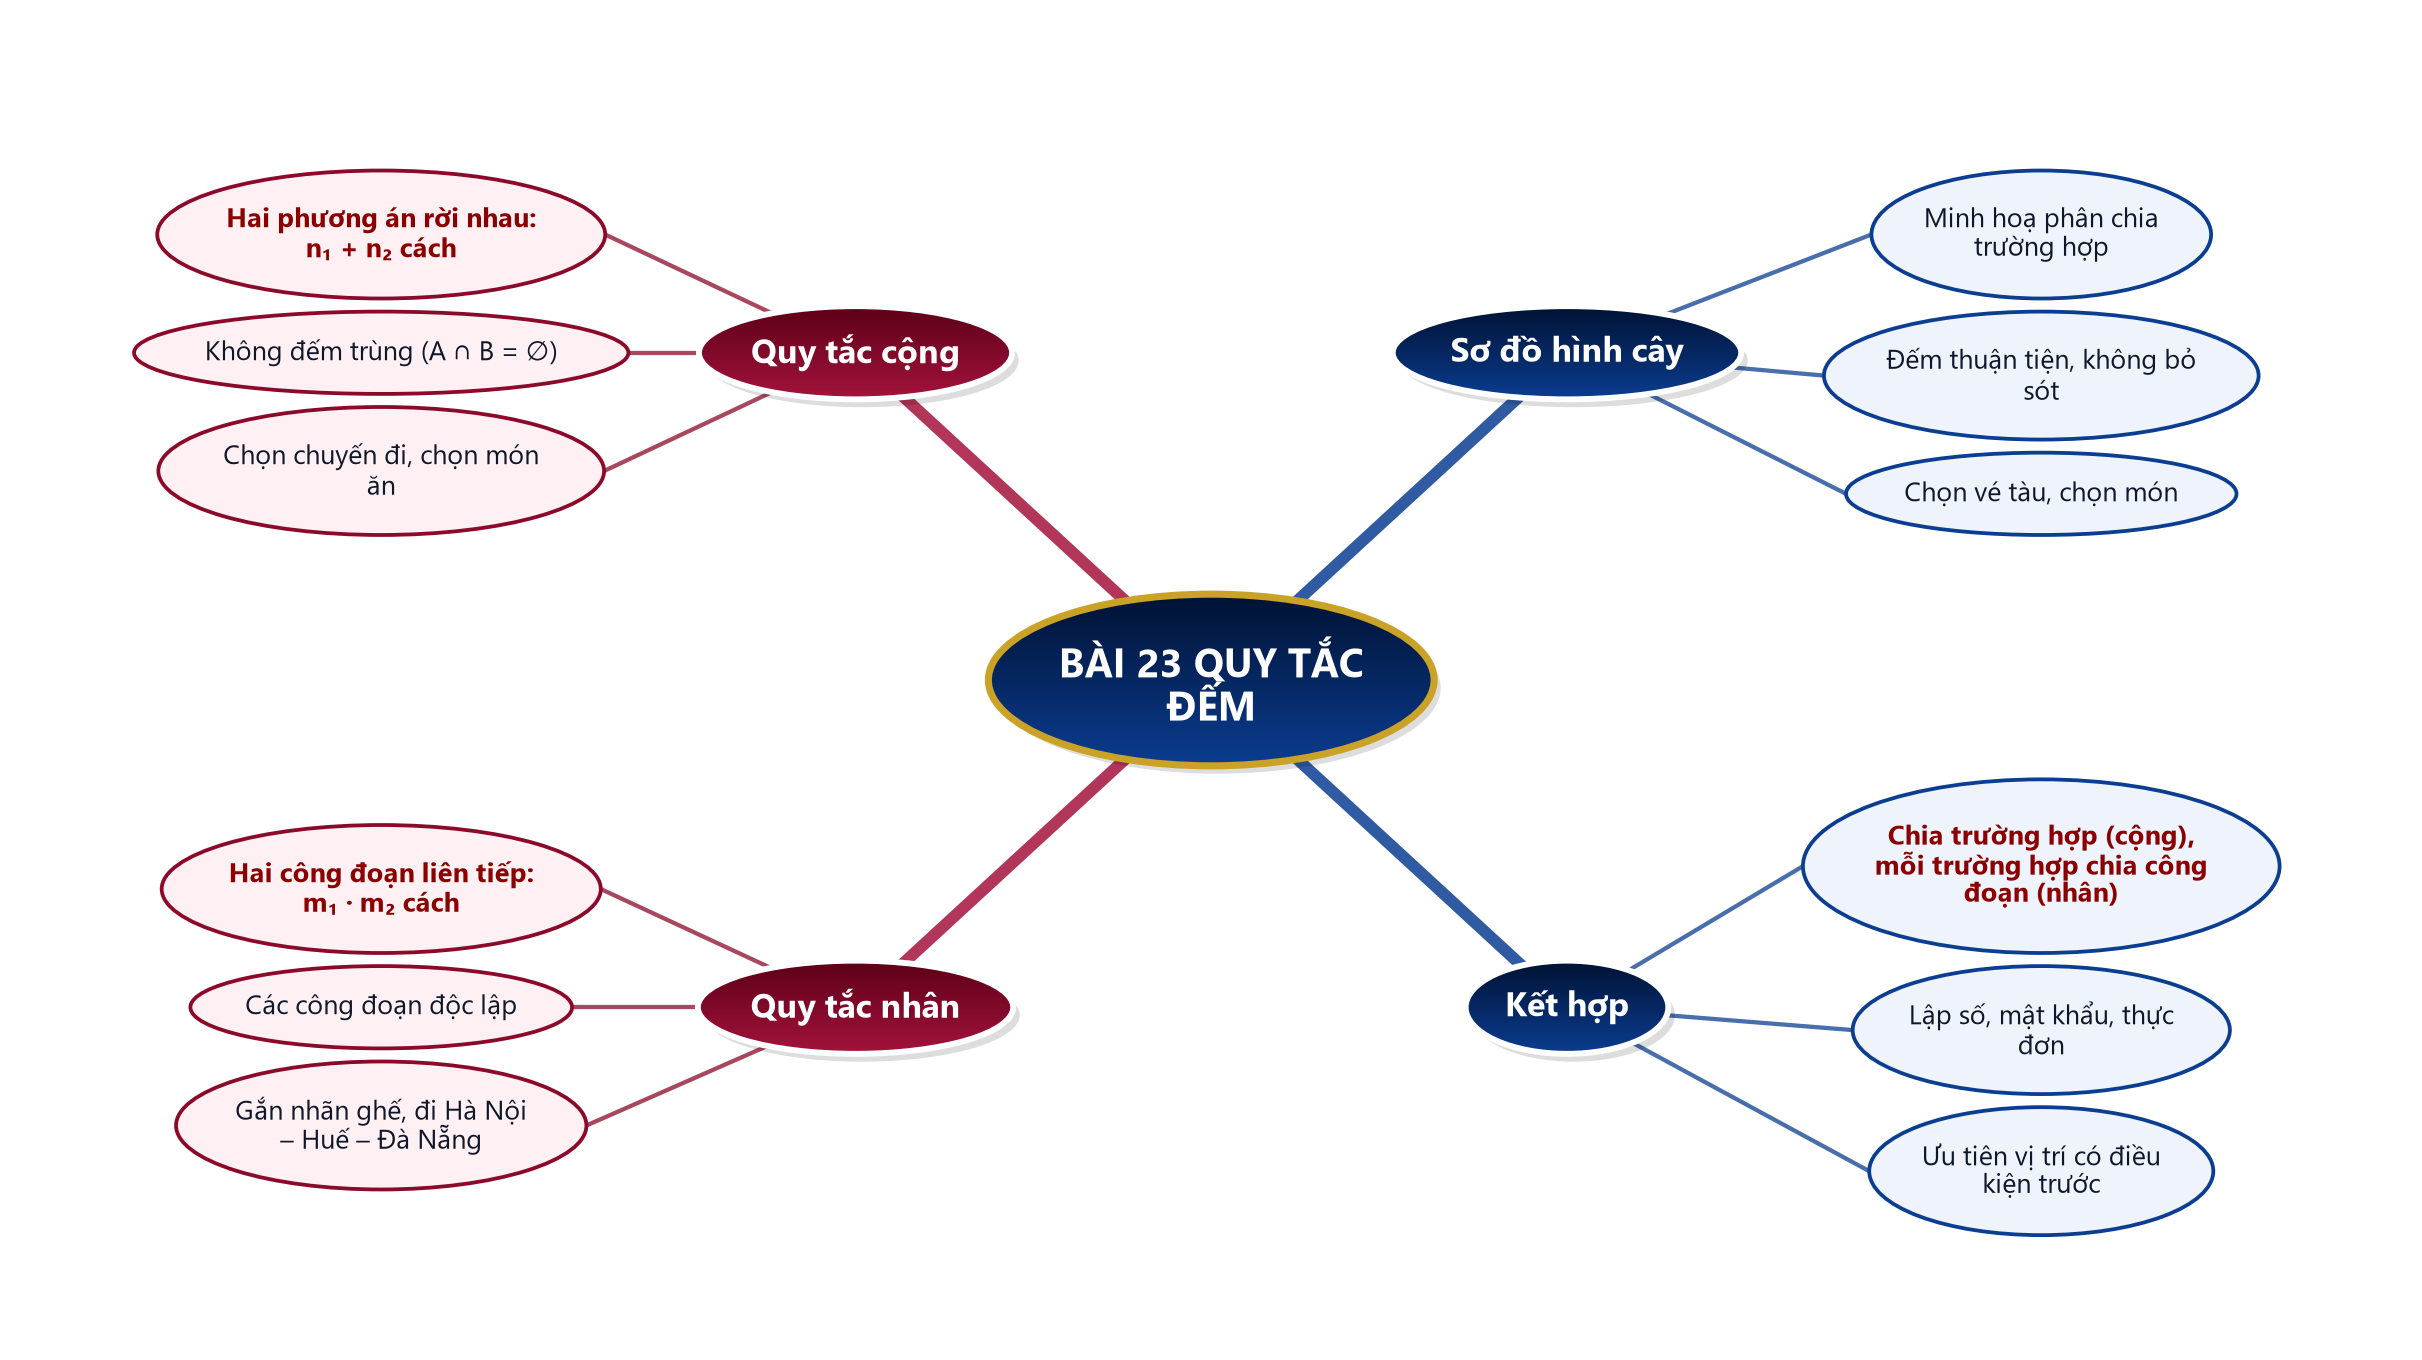 Hai phương án rời nhau:
n₁ + n₂ cách
Không đếm trùng (A ∩ B = ∅)
Chọn chuyến đi, chọn món
ăn
Quy tắc cộng
Sơ đồ hình cây
Minh hoạ phân chia
trường hợp
Đếm thuận tiện, không bỏ
sót
Chọn vé tàu, chọn món
BÀI 23 QUY TẮC
ĐẾM
Hai công đoạn liên tiếp:
m₁ · m₂ cách
Các công đoạn độc lập
Gắn nhãn ghế, đi Hà Nội
– Huế – Đà Nẵng
Quy tắc nhân
Kết hợp
Chia trường hợp (cộng),
mỗi trường hợp chia công
đoạn (nhân)
Lập số, mật khẩu, thực
đơn
Ưu tiên vị trí có điều
kiện trước